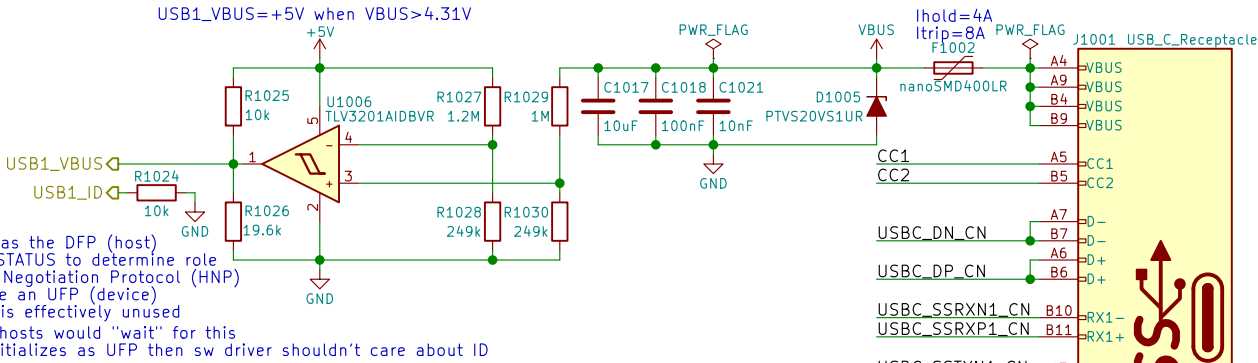 USB1_VBUS=+5V when VBUS>4.31V
+5V
R1025
10k
U1006
TLV3201AIDBVR
R1027
1.2M
R1029
1M
5
4
1
3
2
-
+
USB1_VBUS
USB1_ID
R1024
10k
GND
R1026
19.6k
R1028
249k
R1030
249k
GND
PWR_FLAG
C1017
10uF
C1018
100nF
C1021
10nF
GND
VBUS
D1005
PTVS20VS1UR
Ihold=4A
Itrip=8A
F1002
nanoSMD400LR
PWR_FLAG
J1001 USB_C_Receptacle
A4 VBUS
A9 VBUS
B4 VBUS
B9 VBUS
CC1 A5 CC1
CC2 B5 CC2
A7 D-
USBC_DN_CN B7 D-
A6 D+
USBC_DP_CN B6 D+
USBC_SSRXN1_CN B10 RX1-
USBC_SSRXP1_CN B11 RX1+
SS
as the DFP (host)
STATUS to determine role
Negotiation Protocol (HNP)
e an UFP (device)
is effectively unused
hosts would "wait" for this
itializes as UFP then sw driver shouldn't care about ID